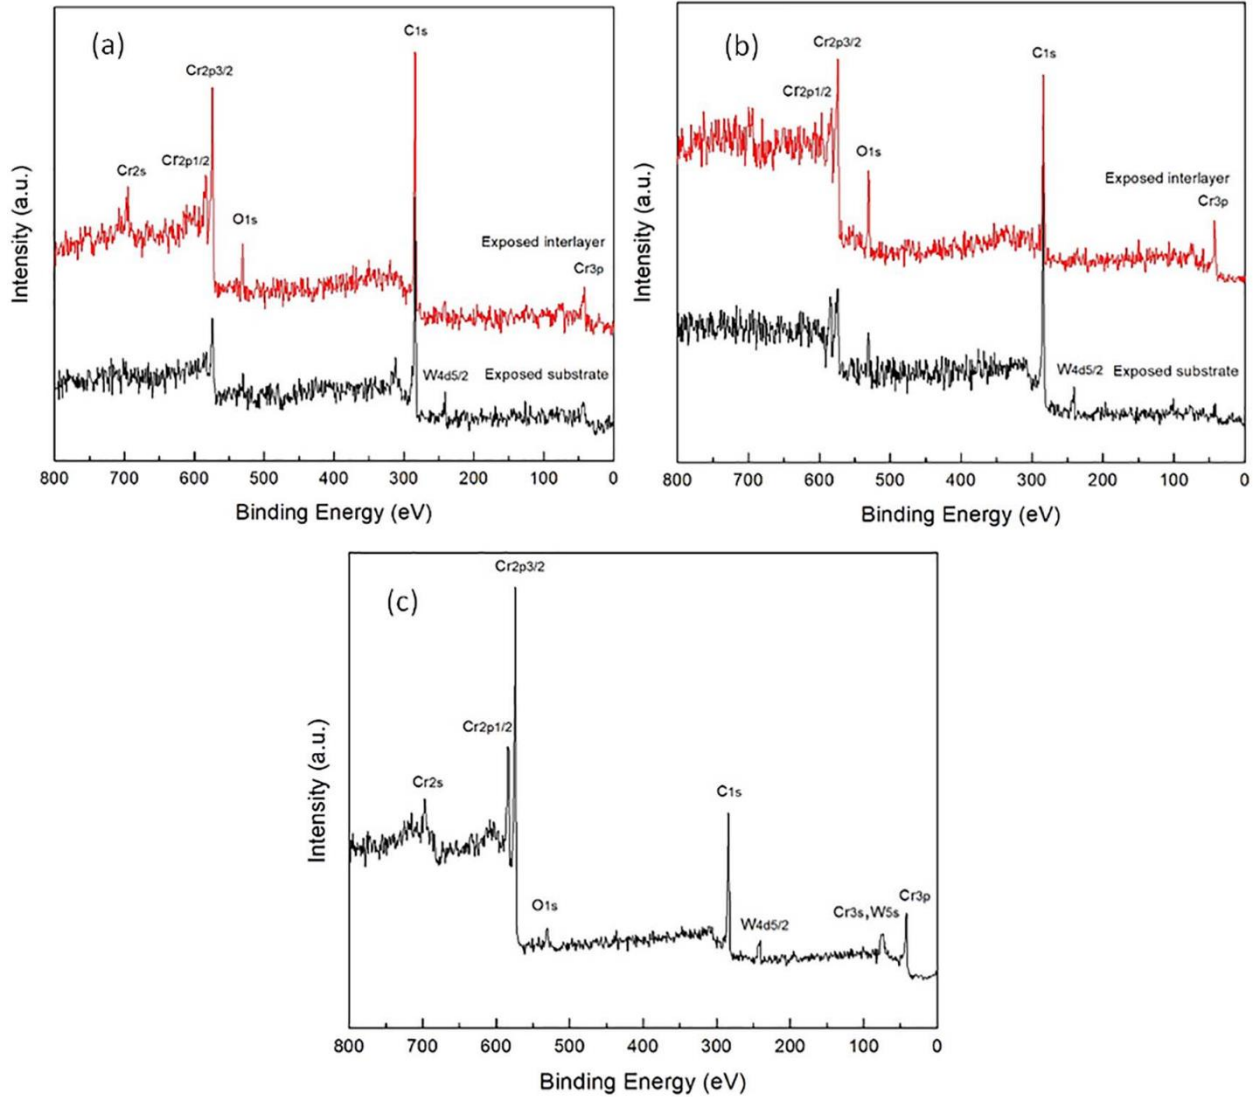 (a)
C1s
Cr2p3/2
Cr2p1/2
Cr2s
O1s
Exposed interlayer
Cr3p
W4d5/2
Exposed substrate
Intensity (a.u.)
800 700 600 500 400 300 200 100 0
Binding Energy (eV)
(b)
Cr2p3/2
C1s
Cr2p1/2
O1s
Exposed interlayer
Cr3p
W4d5/2
Exposed substrate
Intensity (a.u.)
800 700 600 500 400 300 200 100 0
Binding Energy (eV)
(c)
Cr2p3/2
Cr2p1/2
Cr2s
C1s
O1s
W4d5/2
Cr3s,W5s
Cr3p
Intensity (a.u.)
800 700 600 500 400 300 200 100 0
Binding Energy (eV)